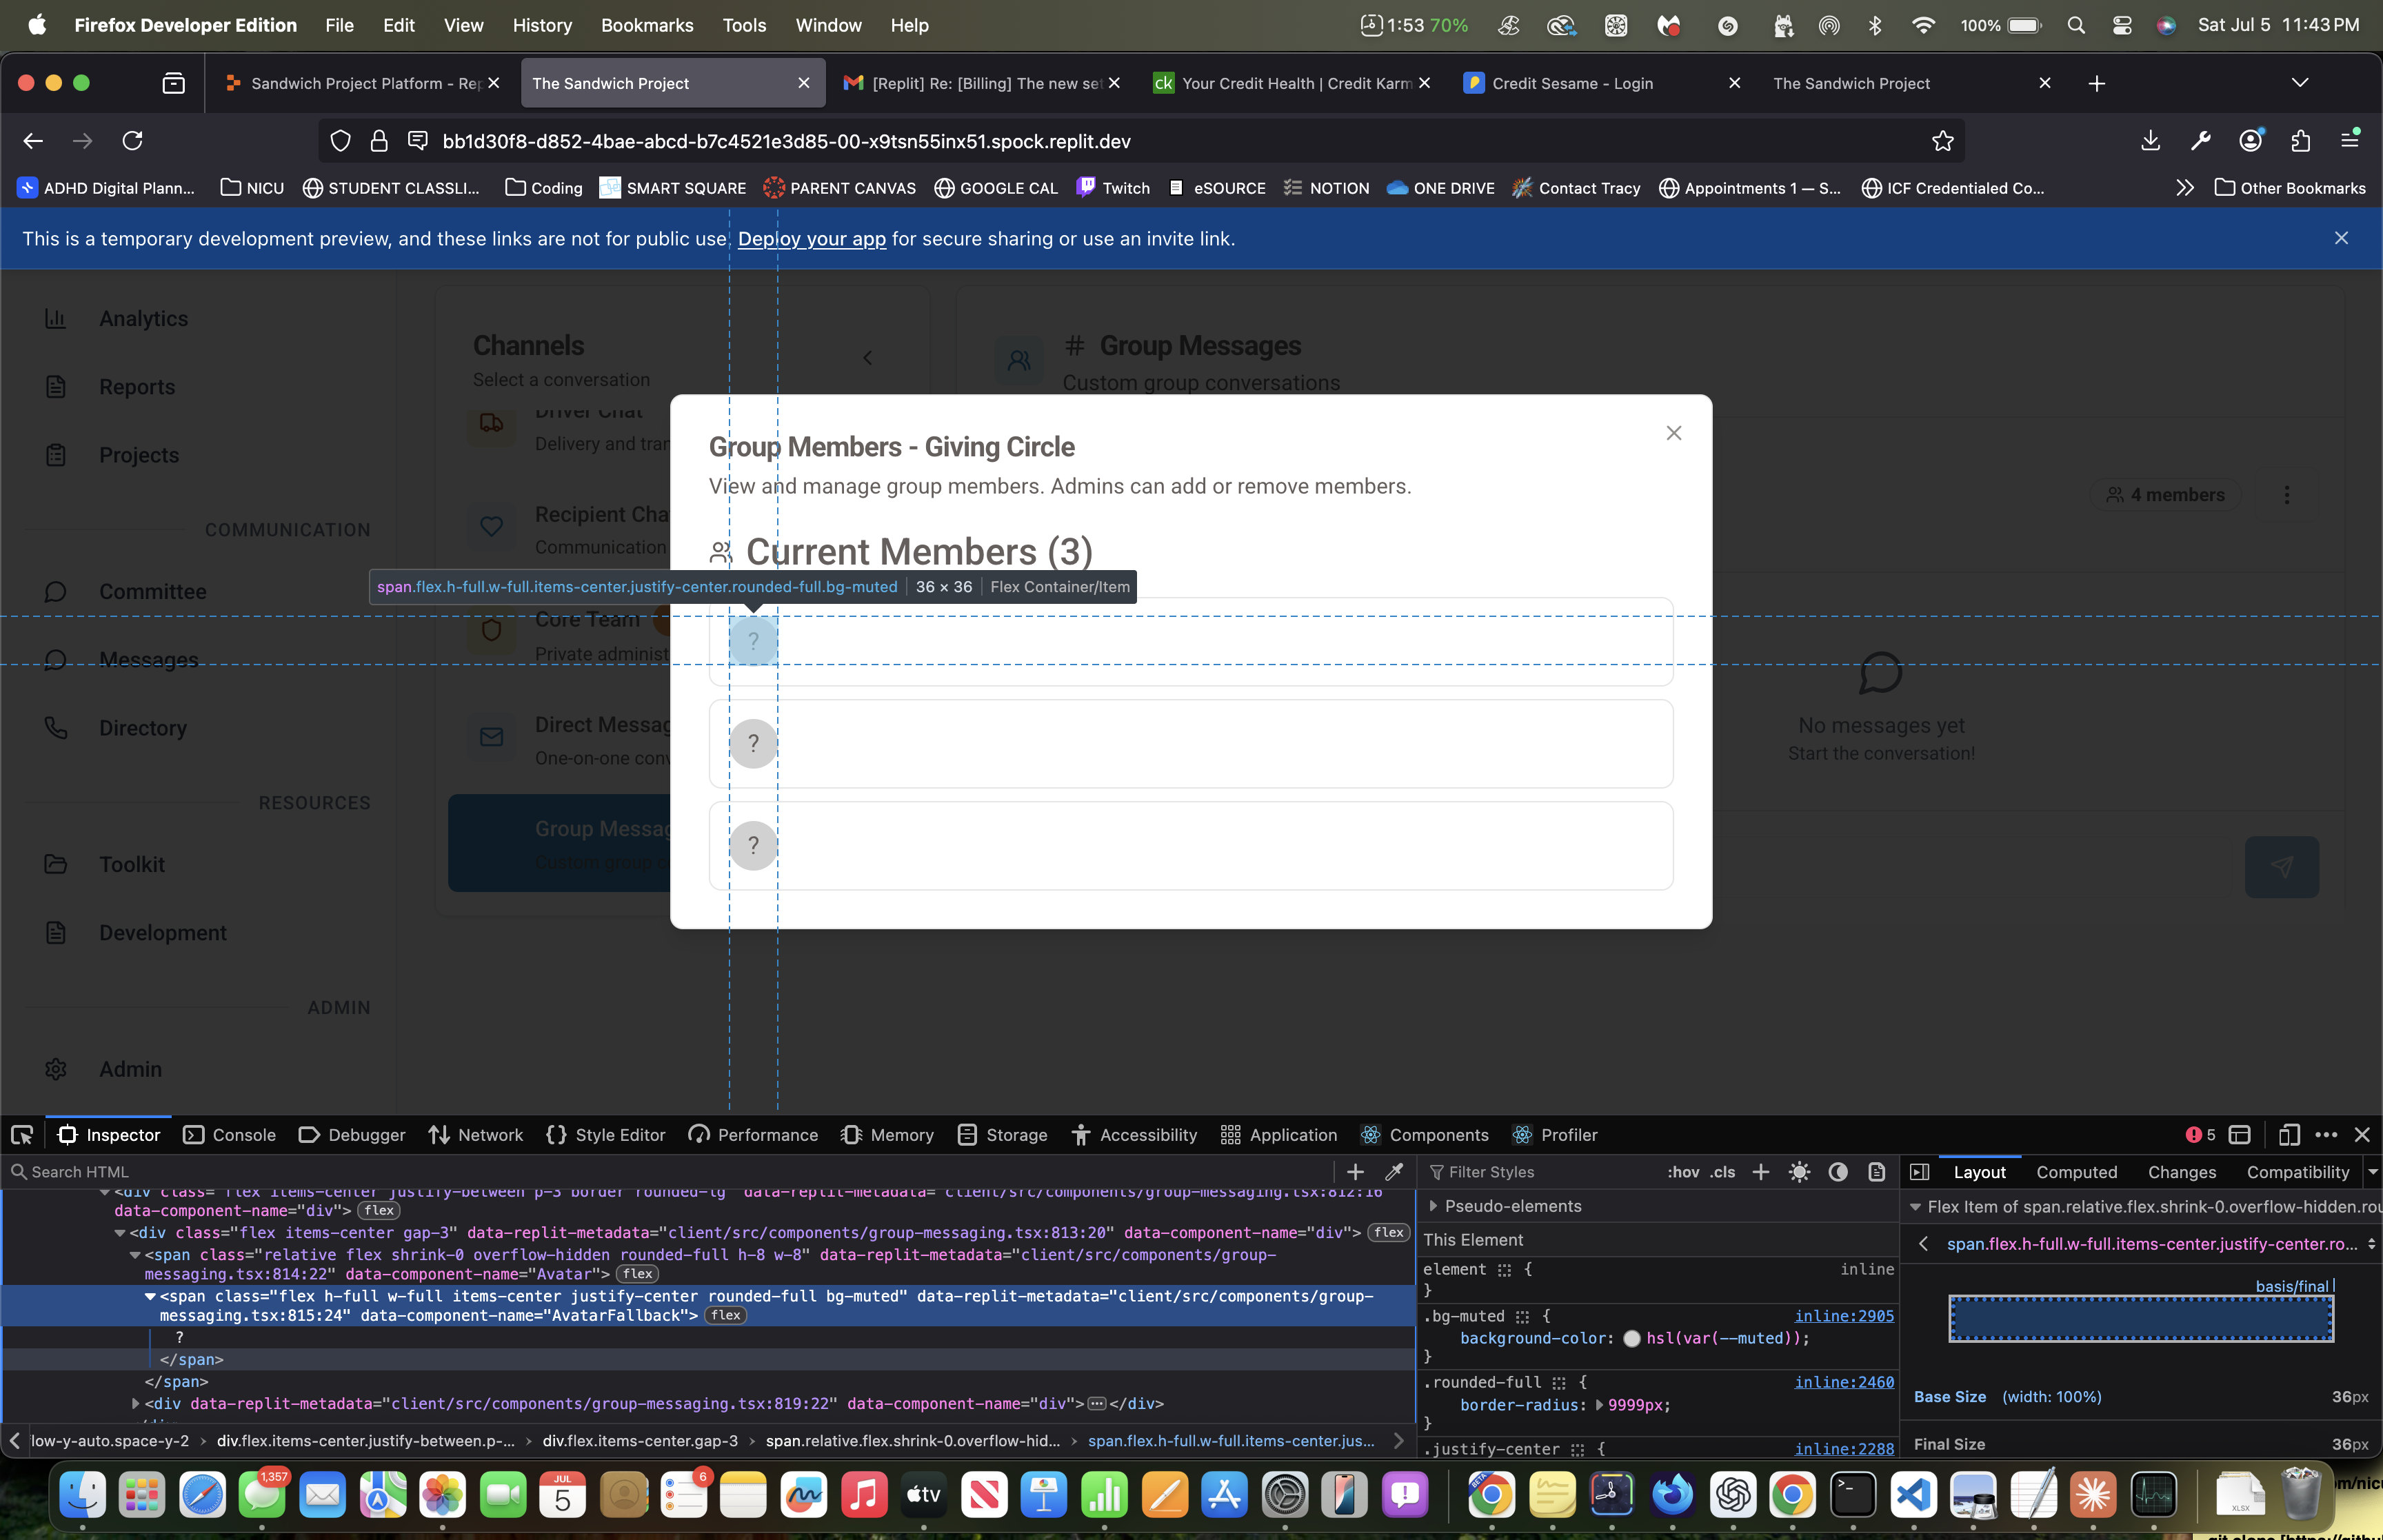 Firefox Developer Edition File Edit View History Bookmarks Tools Window Help 1:53 70% 100% Sat Jul 5 11:43 PM
Sandwich Project Platform - Rep
The Sandwich Project
[Replit] Re: [Billing] The new set
ck Your Credit Health | Credit Karm
Credit Sesame - Login
The Sandwich Project
bb1d30f8-d852-4bae-abcd-b7c4521e3d85-00-x9tsn55inx51.spock.replit.dev
ADHD Digital Plann... NICU STUDENT CLASSLI... Coding SMART SQUARE PARENT CANVAS GOOGLE CAL Twitch eSOURCE NOTION ONE DRIVE Contact Tracy Appointments 1 — S... ICF Credentialed Co... Other Bookmarks
This is a temporary development preview, and these links are not for public use. Deploy your app for secure sharing or use an invite link.
Analytics
Reports
Projects
COMMUNICATION
Committee
Messages
Directory
RESOURCES
Toolkit
Development
ADMIN
Admin
Channels
Select a conversation
Driver Chat
Delivery and tran
Recipient Cha
Communication
Core Team
Private administ
Direct Messag
One-on-one conv
Group Messag
Custom group c
# Group Messages
Custom group conversations
4 members
No messages yet
Start the conversation!
Group Members - Giving Circle
View and manage group members. Admins can add or remove members.
Current Members (3)
span.flex.h-full.w-full.items-center.justify-center.rounded-full.bg-muted 36 × 36 Flex Container/Item
?
?
?
Inspector Console Debugger Network Style Editor Performance Memory Storage Accessibility Application Components Profiler 5
Search HTML
<div class="flex items-center justify-between p-3 border rounded-lg" data-replit-metadata="client/src/components/group-messaging.tsx:812:16"
data-component-name="div"> flex
<div class="flex items-center gap-3" data-replit-metadata="client/src/components/group-messaging.tsx:813:20" data-component-name="div"> flex
<span class="relative flex shrink-0 overflow-hidden rounded-full h-8 w-8" data-replit-metadata="client/src/components/group-
messaging.tsx:814:22" data-component-name="Avatar"> flex
<span class="flex h-full w-full items-center justify-center rounded-full bg-muted" data-replit-metadata="client/src/components/group-
messaging.tsx:815:24" data-component-name="AvatarFallback"> flex
?
</span>
</span>
<div data-replit-metadata="client/src/components/group-messaging.tsx:819:22" data-component-name="div"> ⋯ </div>
low-y-auto.space-y-2 › div.flex.items-center.justify-between.p-... › div.flex.items-center.gap-3 › span.relative.flex.shrink-0.overflow-hid... › span.flex.h-full.w-full.items-center.jus...
Filter Styles :hov .cls
Pseudo-elements
This Element
element { inline
}
.bg-muted { inline:2905
background-color: hsl(var(--muted));
}
.rounded-full { inline:2460
border-radius: 9999px;
}
.justify-center { inline:2288
Layout Computed Changes Compatibility
Flex Item of span.relative.flex.shrink-0.overflow-hidden.rou
span.flex.h-full.w-full.items-center.justify-center.ro...
basis/final
Base Size (width: 100%) 36px
Final Size 36px
1,357
JUL
5
6
tv
BETA
XLSX